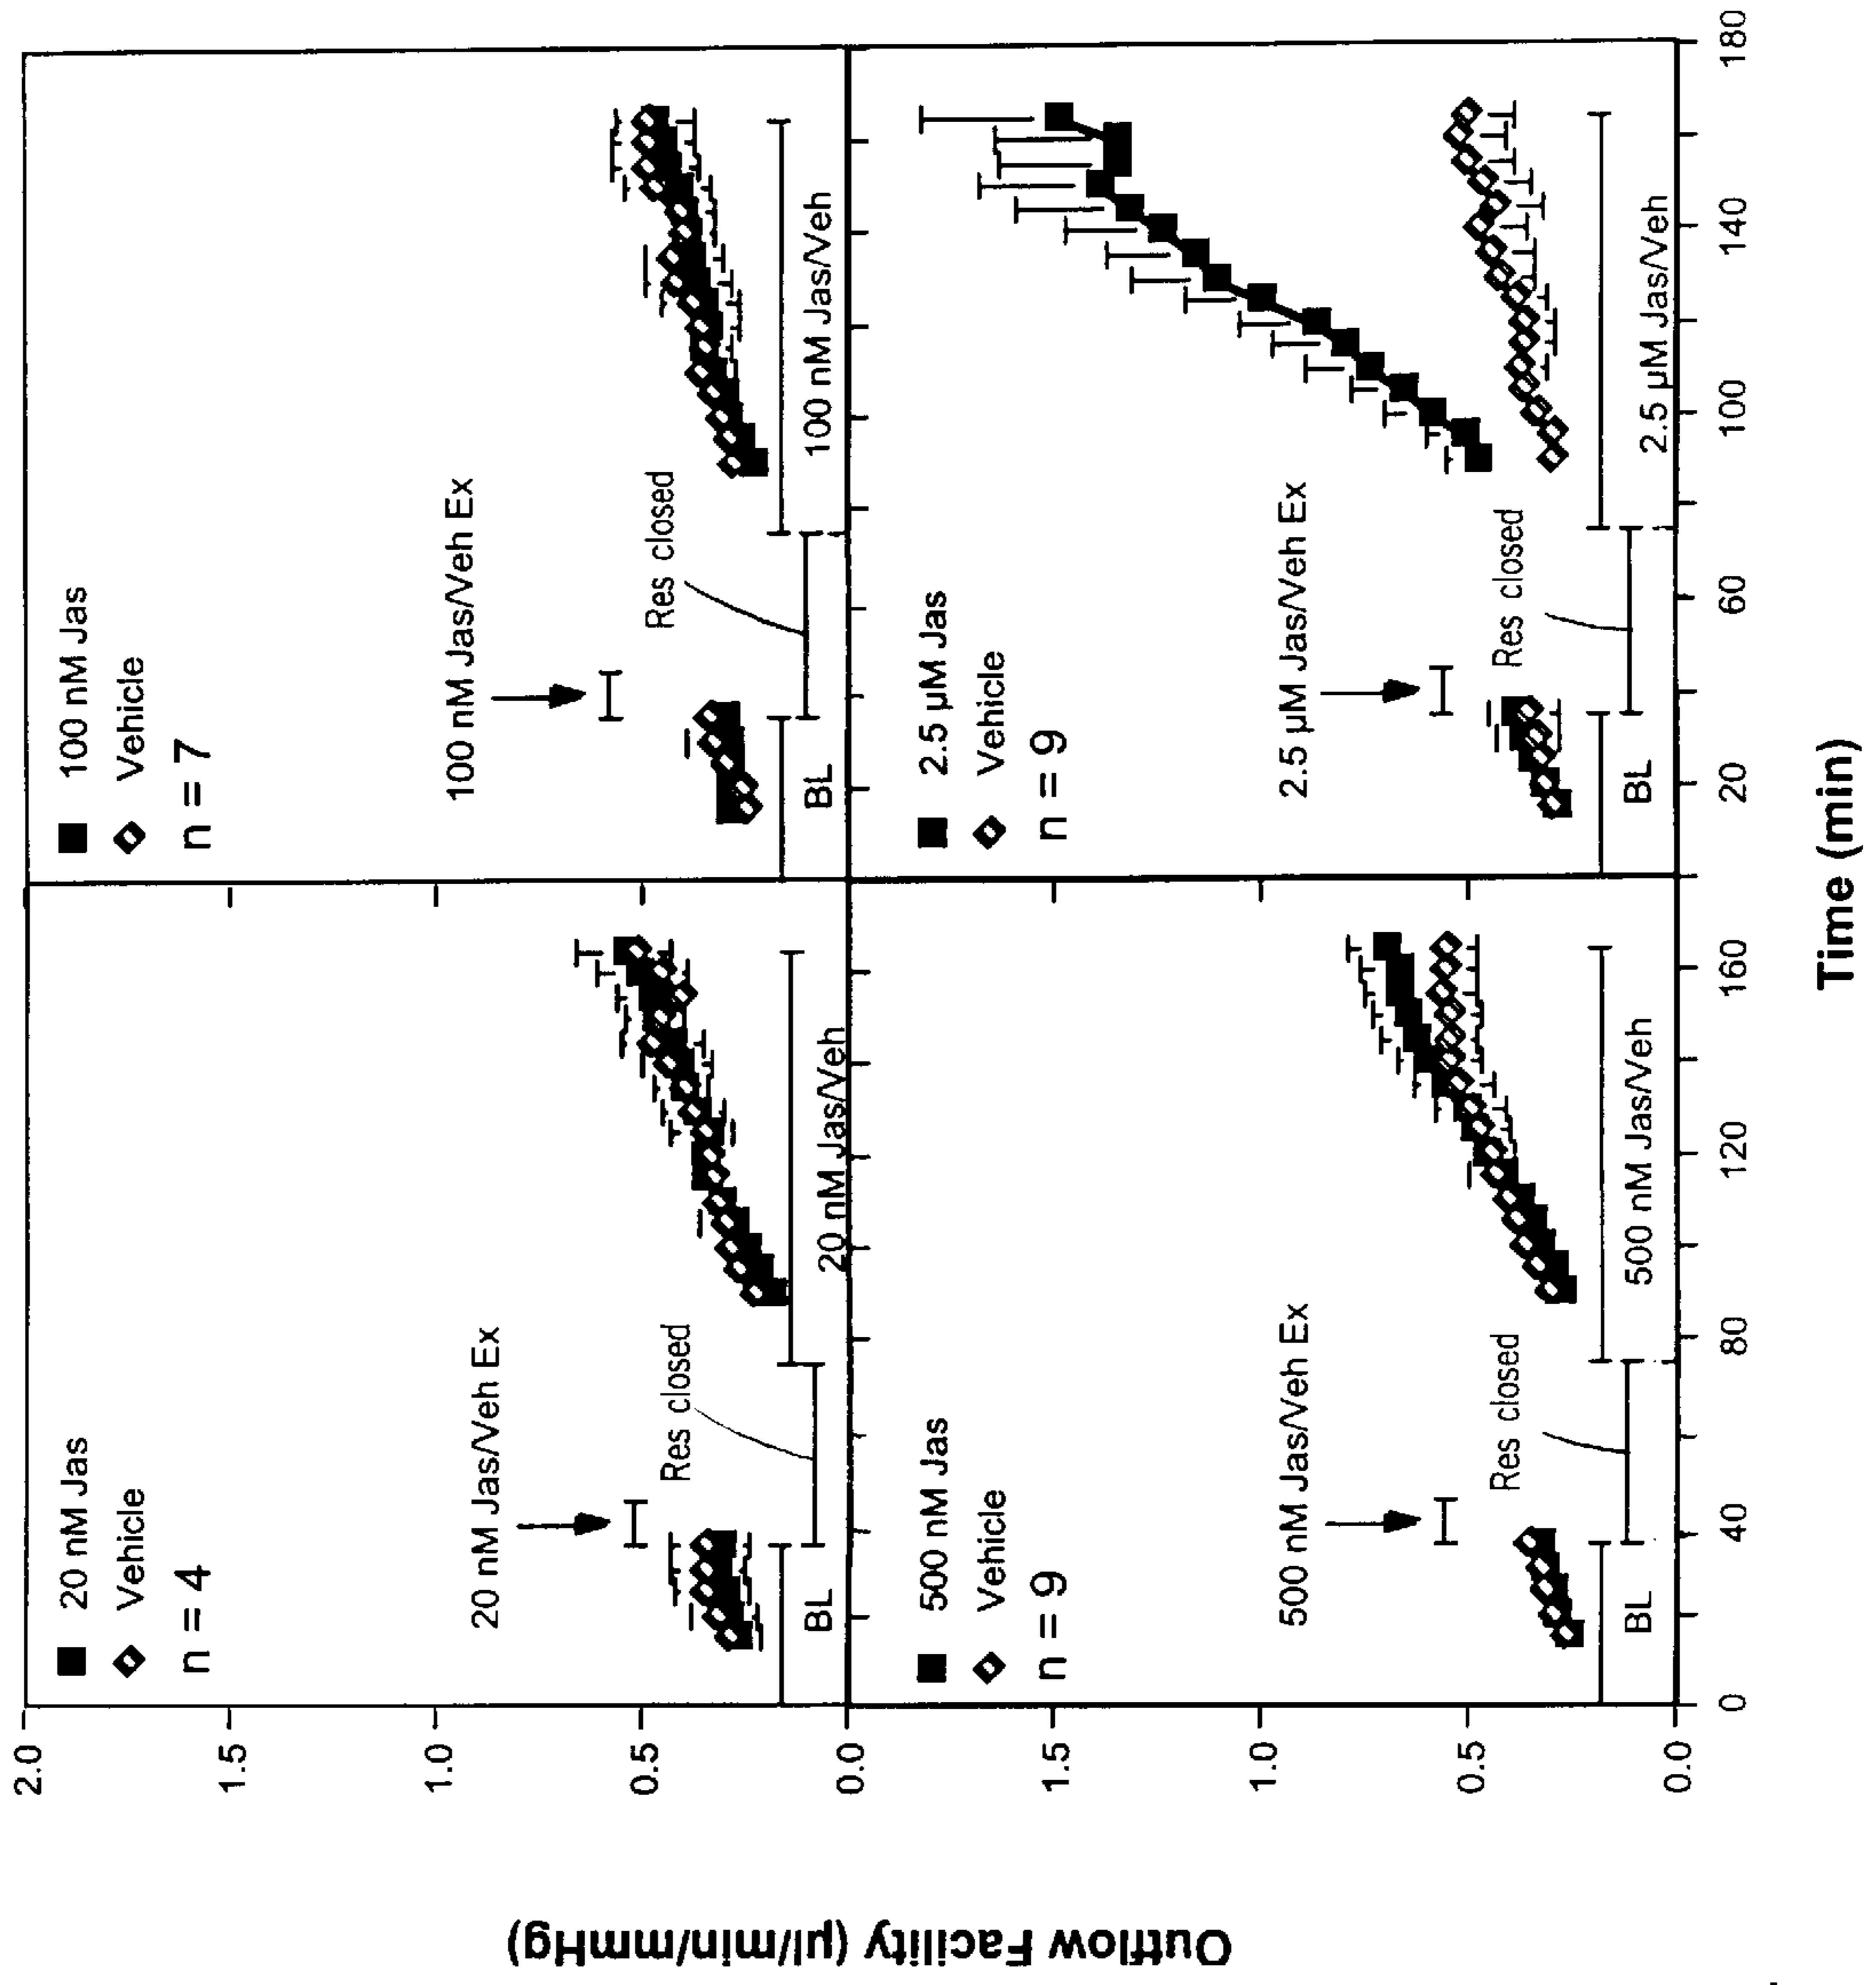 Outflow Facility (µl/min/mmHg)
2.0
1.5
1.0
0.5
0.0
20 nM Jas
Vehicle
n = 4
20 nM Jas/Veh Ex
Res closed
BL
20 nM Jas/Veh
100 nM Jas
Vehicle
n = 7
100 nM Jas/Veh Ex
Res closed
BL
100 nM Jas/Veh
1.5
1.0
0.5
0.0
500 nM Jas
Vehicle
n = 9
500 nM Jas/Veh Ex
Res closed
BL
500 nM Jas/Veh
2.5 µM Jas
Vehicle
n = 9
2.5 µM Jas/Veh Ex
Res closed
BL
2.5 µM Jas/Veh
0 40 80 120 160 20 60 100 140 180
Time (min)